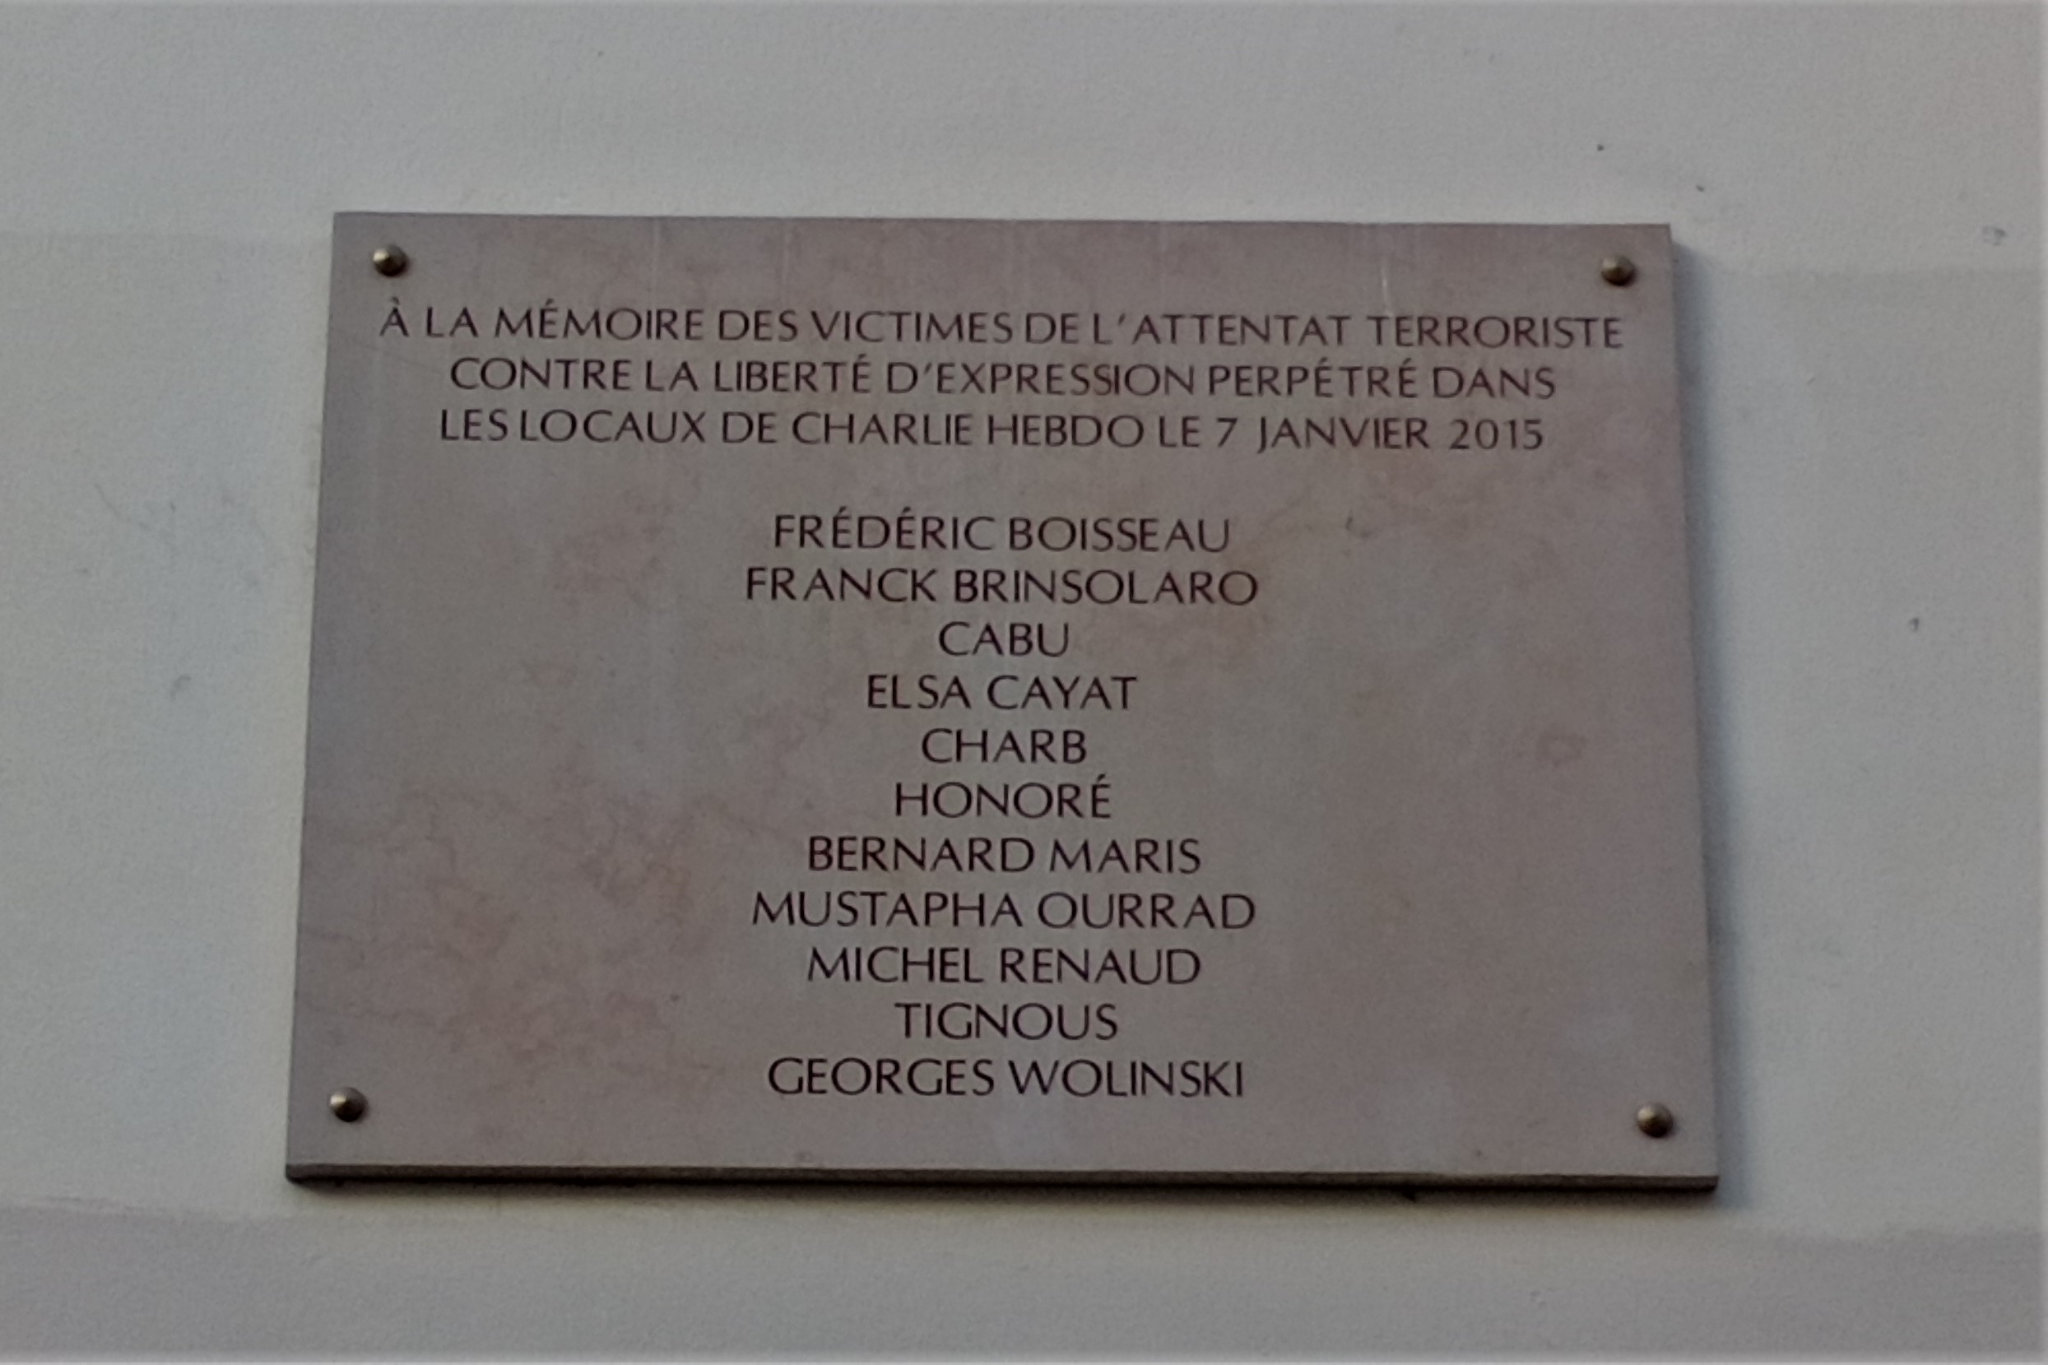 À LA MÉMOIRE DES VICTIMES DE L'ATTENTAT TERRORISTE
CONTRE LA LIBERTÉ D'EXPRESSION PERPÉTRÉ DANS
LES LOCAUX DE CHARLIE HEBDO LE 7 JANVIER 2015
FRÉDÉRIC BOISSEAU
FRANCK BRINSOLARO
CABU
ELSA CAYAT
CHARB
HONORÉ
BERNARD MARIS
MUSTAPHA OURRAD
MICHEL RENAUD
TIGNOUS
GEORGES WOLINSKI